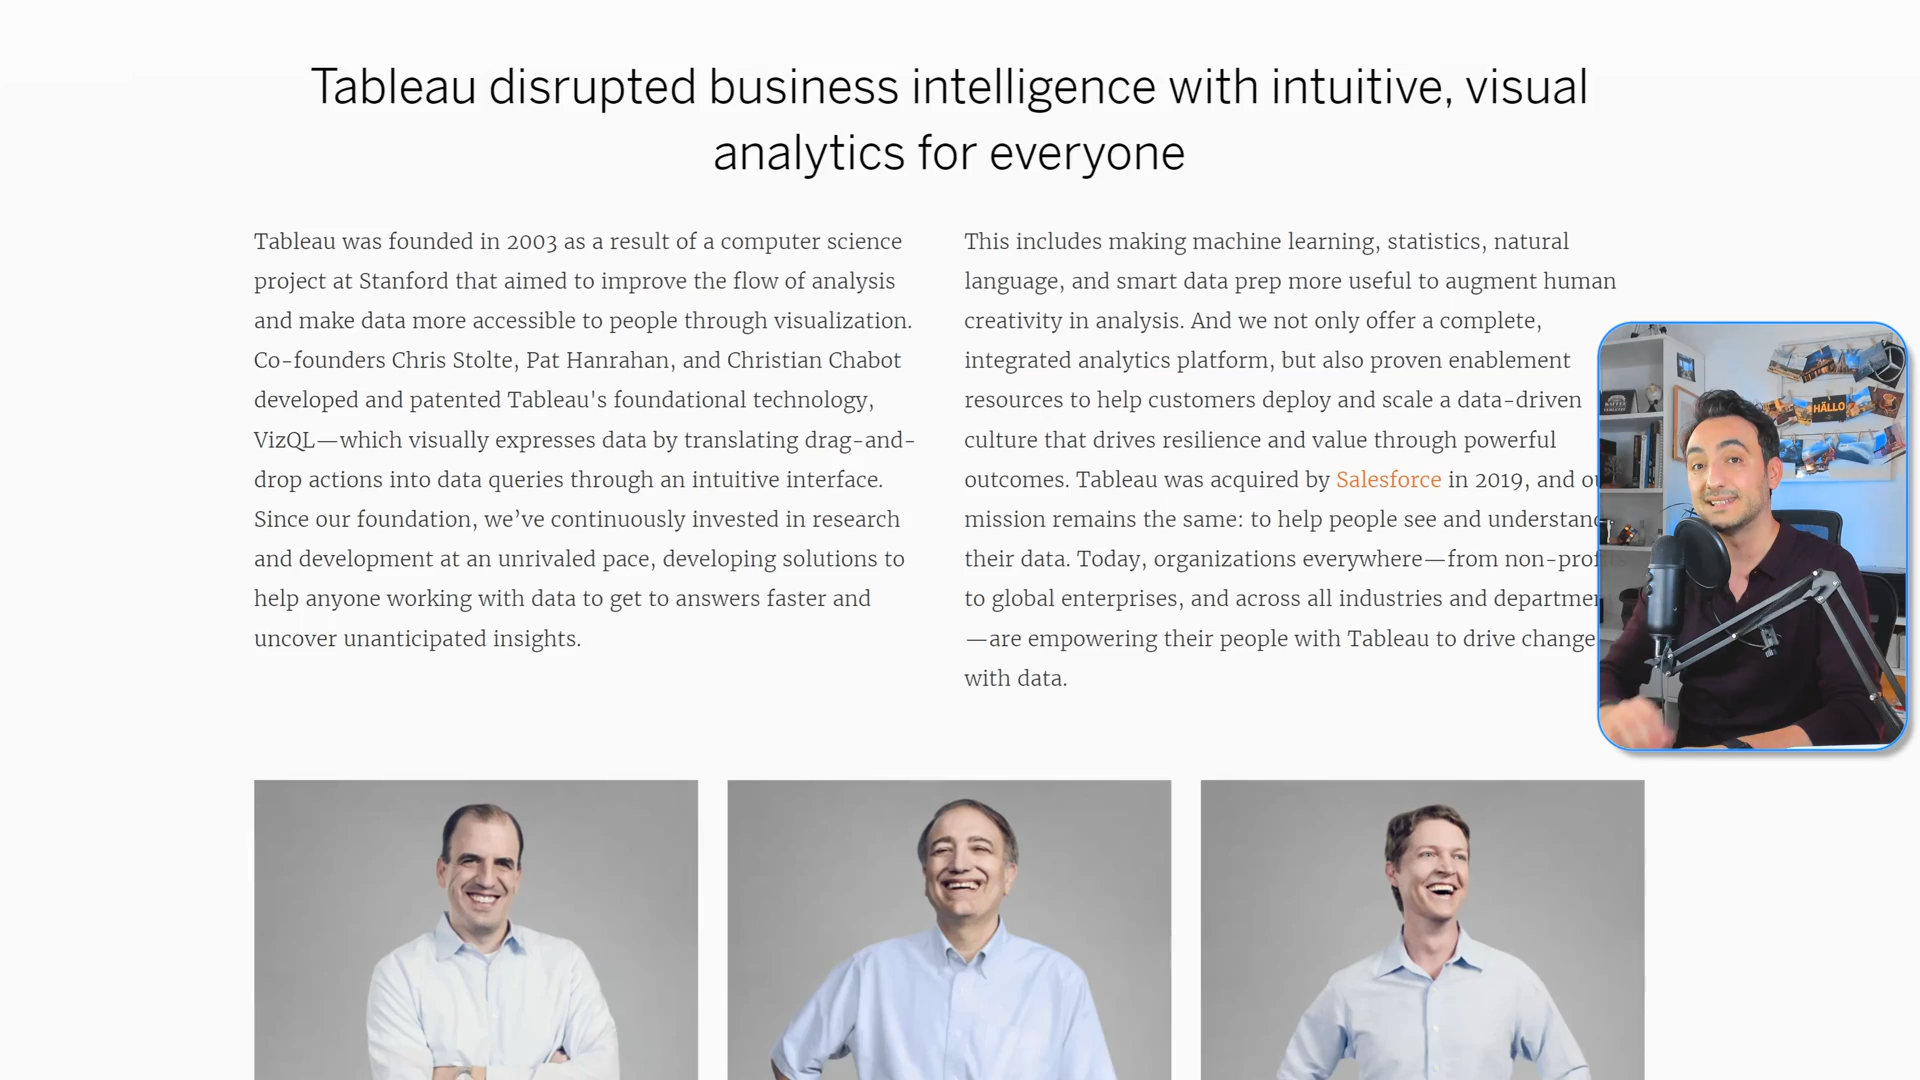 Tableau disrupted business intelligence with intuitive, visual
analytics for everyone
Tableau was founded in 2003 as a result of a computer science
project at Stanford that aimed to improve the flow of analysis
and make data more accessible to people through visualization.
Co-founders Chris Stolte, Pat Hanrahan, and Christian Chabot
developed and patented Tableau's foundational technology,
VizQL—which visually expresses data by translating drag-and-
drop actions into data queries through an intuitive interface.
Since our foundation, we’ve continuously invested in research
and development at an unrivaled pace, developing solutions to
help anyone working with data to get to answers faster and
uncover unanticipated insights.
This includes making machine learning, statistics, natural
language, and smart data prep more useful to augment human
creativity in analysis. And we not only offer a complete,
integrated analytics platform, but also proven enablement
resources to help customers deploy and scale a data-driven
culture that drives resilience and value through powerful
outcomes. Tableau was acquired by Salesforce in 2019, and
mission remains the same: to help people see and understand
their data. Today, organizations everywhere—from
to global enterprises, and across all industries and
—are empowering their people with Tableau to drive change
with data.
HÄLLO